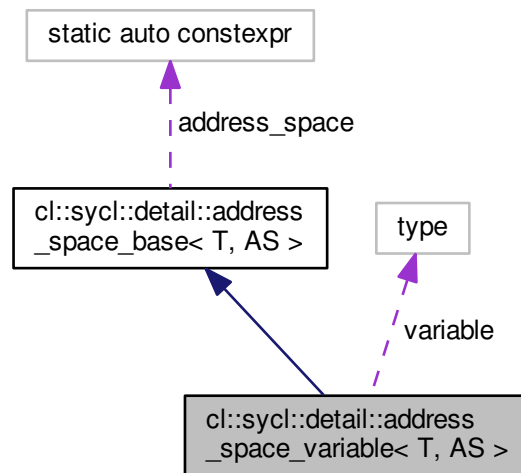 static auto constexpr
address_space
cl::sycl::detail::address
_space_base< T, AS >
type
variable
cl::sycl::detail::address
_space_variable< T, AS >